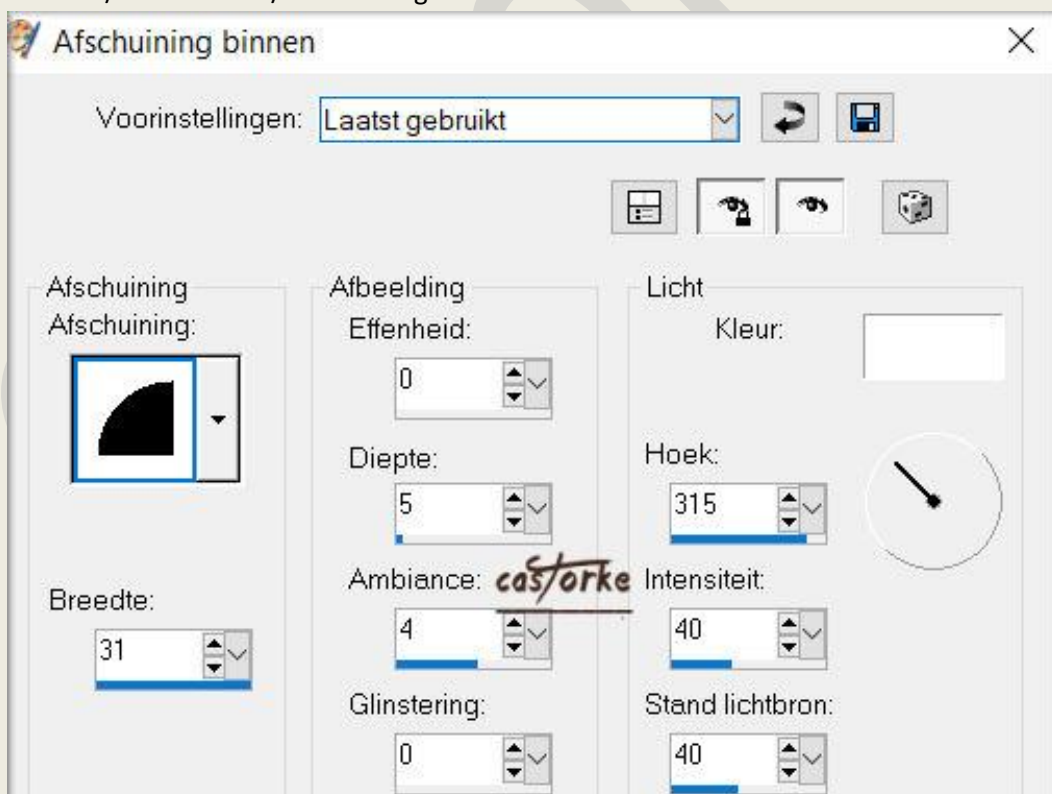 Afschuining binnen
Voorinstellingen: Laatst gebruikt
Afschuining
Afschuining:
Breedte:
31
Afbeelding
Effenheid:
0
Diepte:
5
Ambiance:
4
Glinstering:
0
castorke
Licht
Kleur:
Hoek:
315
Intensiteit:
40
Stand lichtbron:
40